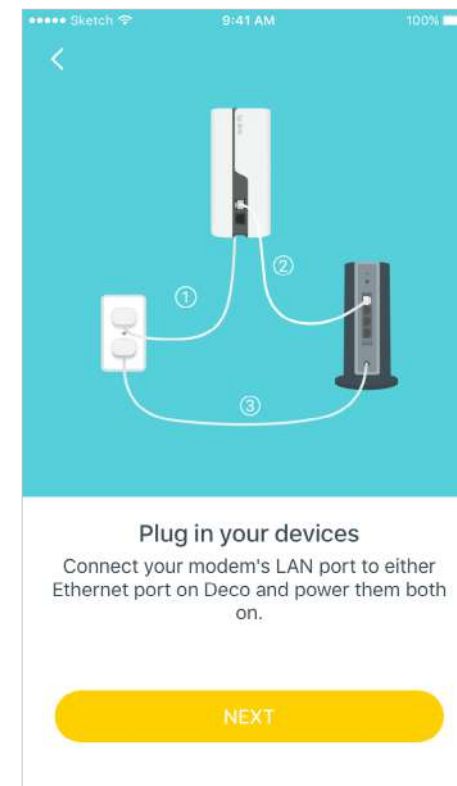 Sketch 9:41 AM 100%
①
②
③
Plug in your devices
Connect your modem's LAN port to either
Ethernet port on Deco and power them both
on.
NEXT